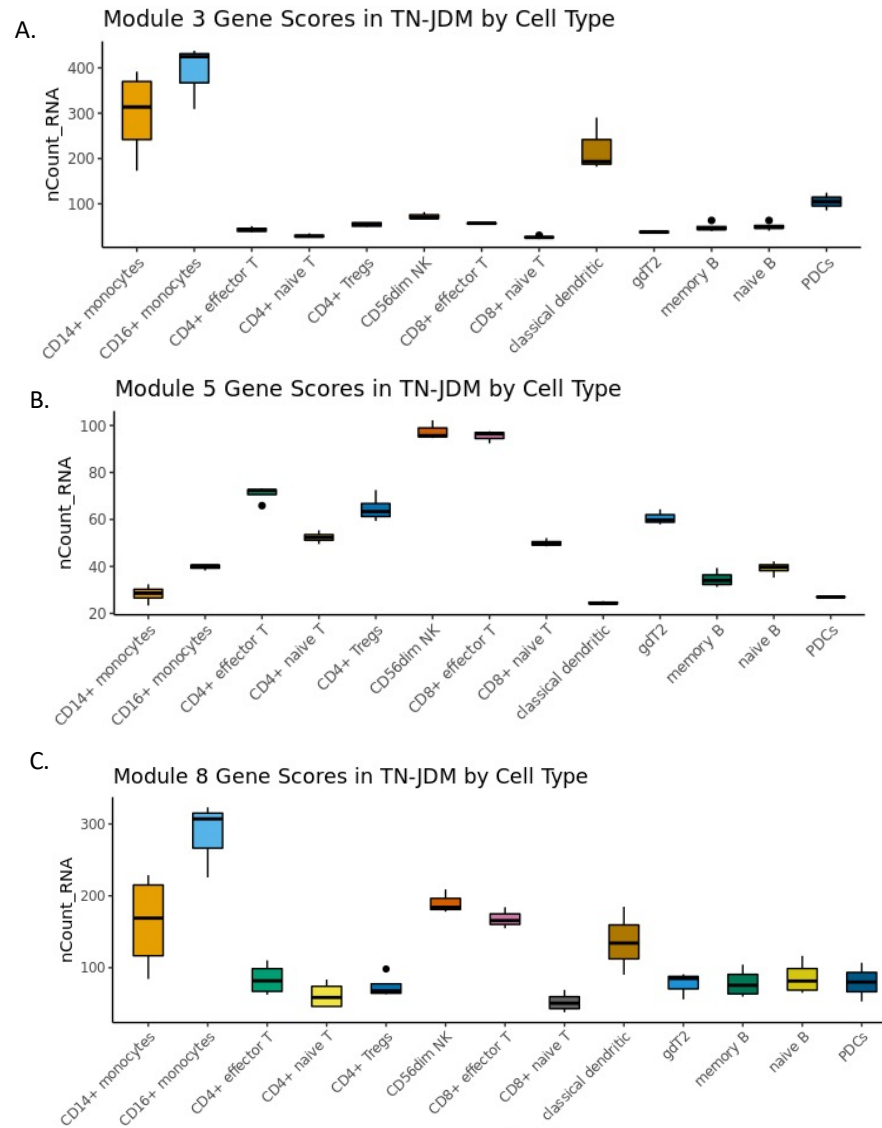 A.
Module 3 Gene Scores in TN-JDM by Cell Type
nCount_RNA
400
300
200
100
CD14+ monocytes
CD16+ monocytes
CD4+ effector T
CD4+ naive T
CD4+ Tregs
CD56dim NK
CD8+ effector T
CD8+ naive T
classical dendritic
gdT2
memory B
naive B
PDCs
B.
Module 5 Gene Scores in TN-JDM by Cell Type
nCount_RNA
100
80
60
40
20
CD14+ monocytes
CD16+ monocytes
CD4+ effector T
CD4+ naive T
CD4+ Tregs
CD56dim NK
CD8+ effector T
CD8+ naive T
classical dendritic
gdT2
memory B
naive B
PDCs
C.
Module 8 Gene Scores in TN-JDM by Cell Type
nCount_RNA
300
200
100
CD14+ monocytes
CD16+ monocytes
CD4+ effector T
CD4+ naive T
CD4+ Tregs
CD56dim NK
CD8+ effector T
CD8+ naive T
classical dendritic
gdT2
memory B
naive B
PDCs